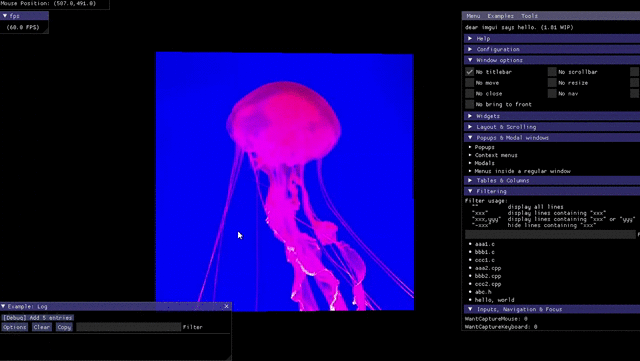 Mouse Position: (507.0,491.0)
▼ fps
(60.0 FPS)
Menu Examples Tools
dear imgui says hello. (1.81 WIP)
▶ Help
▶ Configuration
▼ Window options
No titlebar
No scrollbar
No move
No resize
No close
No nav
No bring to front
▶ Widgets
▶ Layout & Scrolling
▼ Popups & Modal windows
▸ Popups
▸ Context menus
▸ Modals
▸ Menus inside a regular window
▶ Tables & Columns
▼ Filtering
Filter usage:
"" display all lines
"xxx" display lines containing "xxx"
"xxx,yyy" display lines containing "xxx" or "yyy"
"-xxx" hide lines containing "xxx"
• aaa1.c
• bbb1.c
• ccc1.c
• aaa2.cpp
• bbb2.cpp
• ccc2.cpp
• abc.h
• hello, world
▼ Inputs, Navigation & Focus
WantCaptureMouse: 0
WantCaptureKeyboard: 0
▼ Example: Log
[Debug] Add 5 entries
Options Clear Copy Filter